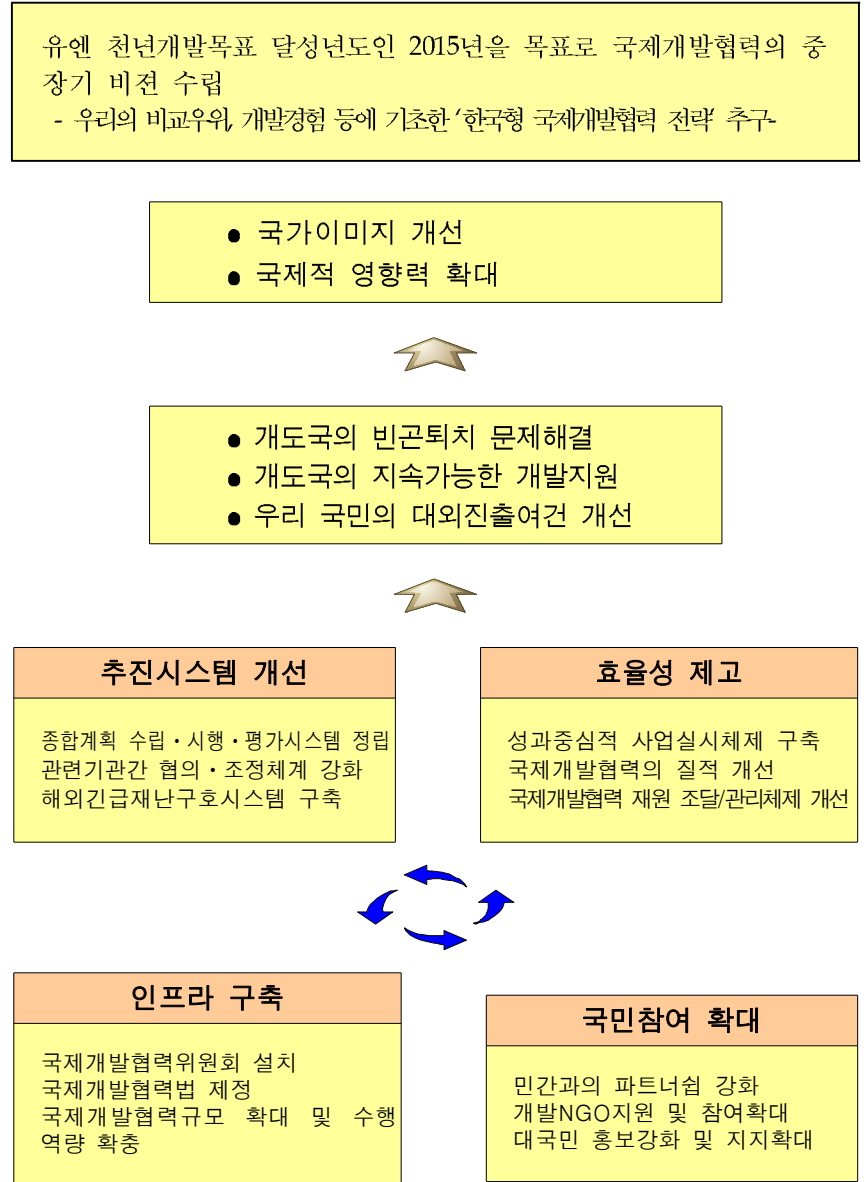 유엔 천년개발목표 달성년도인 2015년을 목표로 국제개발협력의 중
장기 비젼 수립
- 우리의 비교우위, 개발경험 등에 기초한 ‘한국형 국제개발협력 전략’ 추구-
● 국가이미지 개선
● 국제적 영향력 확대
● 개도국의 빈곤퇴치 문제해결
● 개도국의 지속가능한 개발지원
● 우리 국민의 대외진출여건 개선
추진시스템 개선
종합계획 수립・시행・평가시스템 정립
관련기관간 협의・조정체계 강화
해외긴급재난구호시스템 구축
효율성 제고
성과중심적 사업실시체제 구축
국제개발협력의 질적 개선
국제개발협력 재원 조달/관리체제 개선
인프라 구축
국제개발협력위원회 설치
국제개발협력법 제정
국제개발협력규모 확대 및 수행
역량 확충
국민참여 확대
민간과의 파트너쉽 강화
개발NGO지원 및 참여확대
대국민 홍보강화 및 지지확대